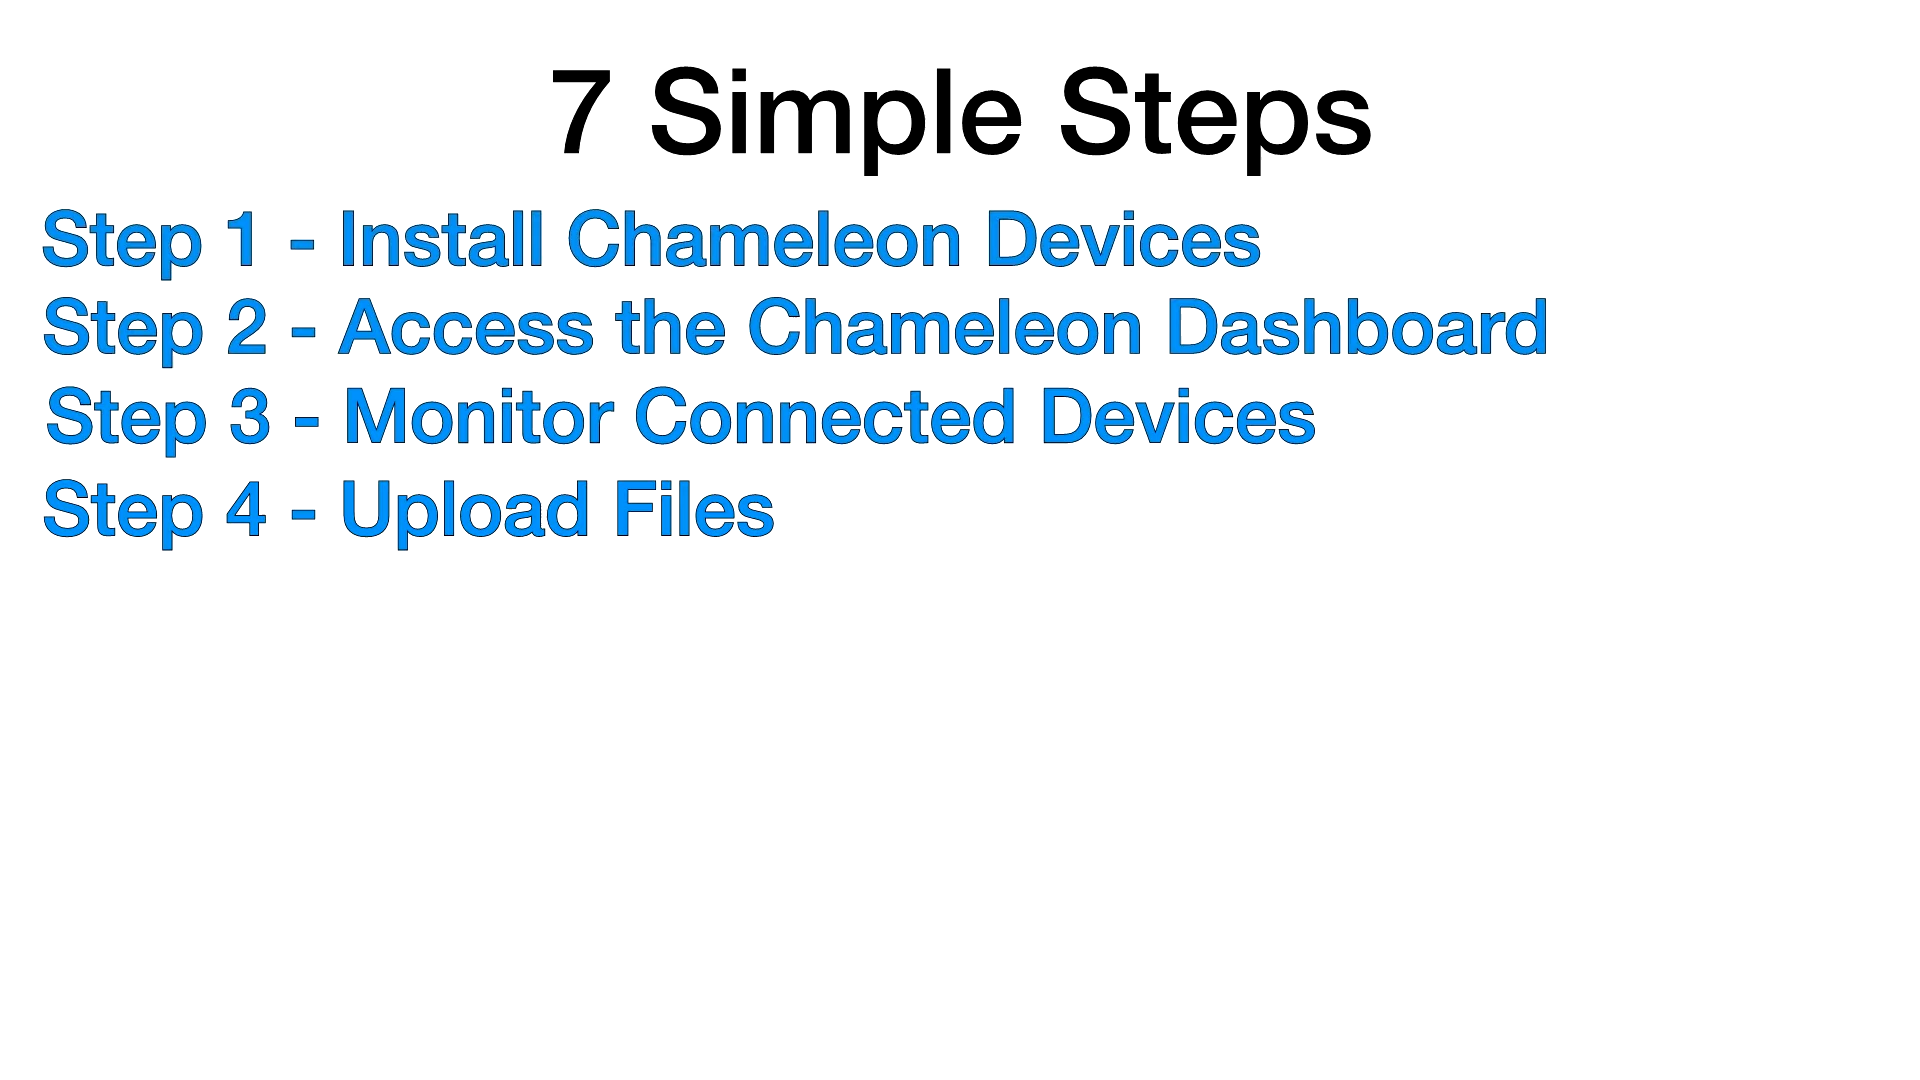 7 Simple Steps
Step 1 - Install Chameleon Devices
Step 2 - Access the Chameleon Dashboard
Step 3 - Monitor Connected Devices
Step 4 - Upload Files